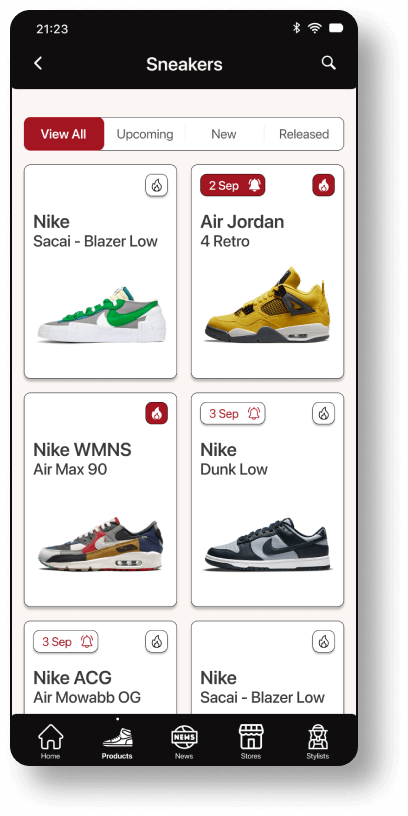 21:23
Sneakers
View All Upcoming New Released
Nike
Sacai - Blazer Low
2 Sep
Air Jordan
4 Retro
Nike WMNS
Air Max 90
3 Sep
Nike
Dunk Low
3 Sep
Nike ACG
Air Mowabb OG
Nike
Sacai - Blazer Low
NEWS
Home Products News Stores Stylists